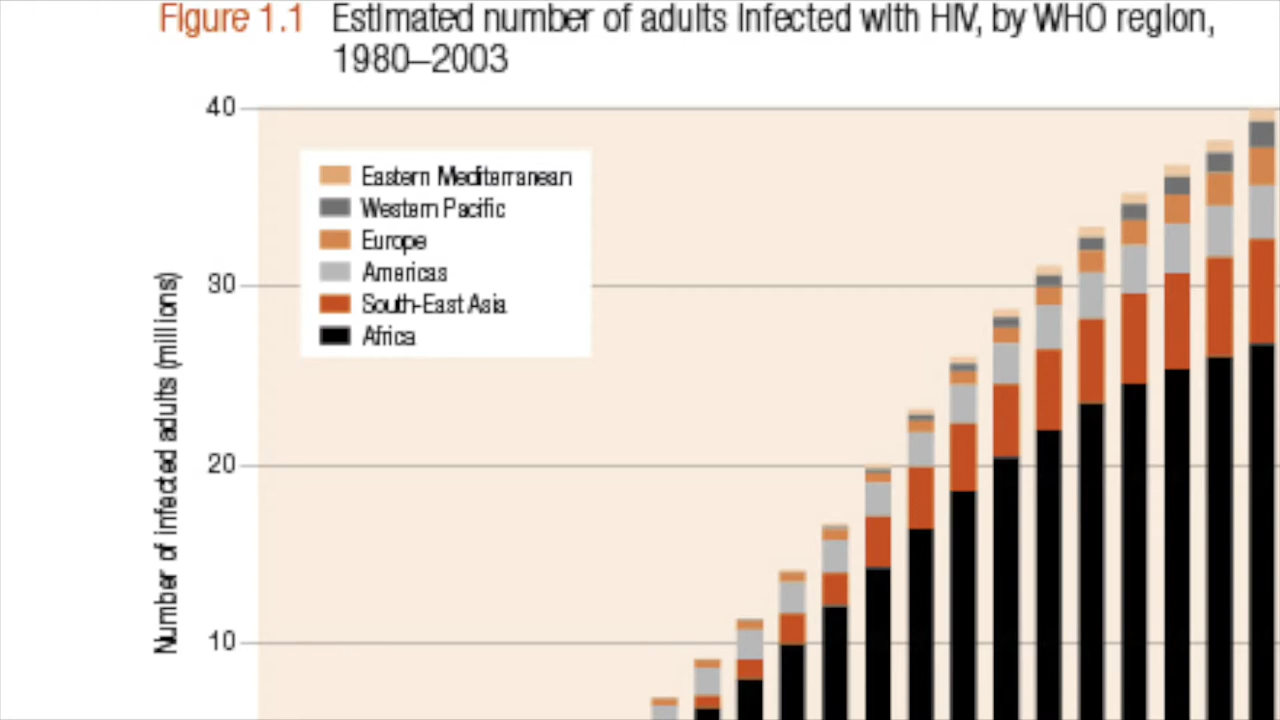 Figure 1.1 Estimated number of adults infected with HIV, by WHO region,
1980–2003
40
Eastern Mediterranean
Western Pacific
Europe
Americas
South-East Asia
Africa
30
20
10
Number of infected adults (millions)